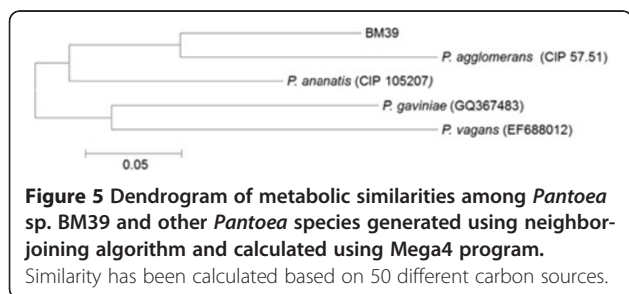 BM39
P. agglomerans (CIP 57.51)
P. ananatis (CIP 105207)
P. gaviniae (GQ367483)
P. vagans (EF688012)
0.05
Figure 5 Dendrogram of metabolic similarities among Pantoea
sp. BM39 and other Pantoea species generated using neighbor-
joining algorithm and calculated using Mega4 program.
Similarity has been calculated based on 50 different carbon sources.